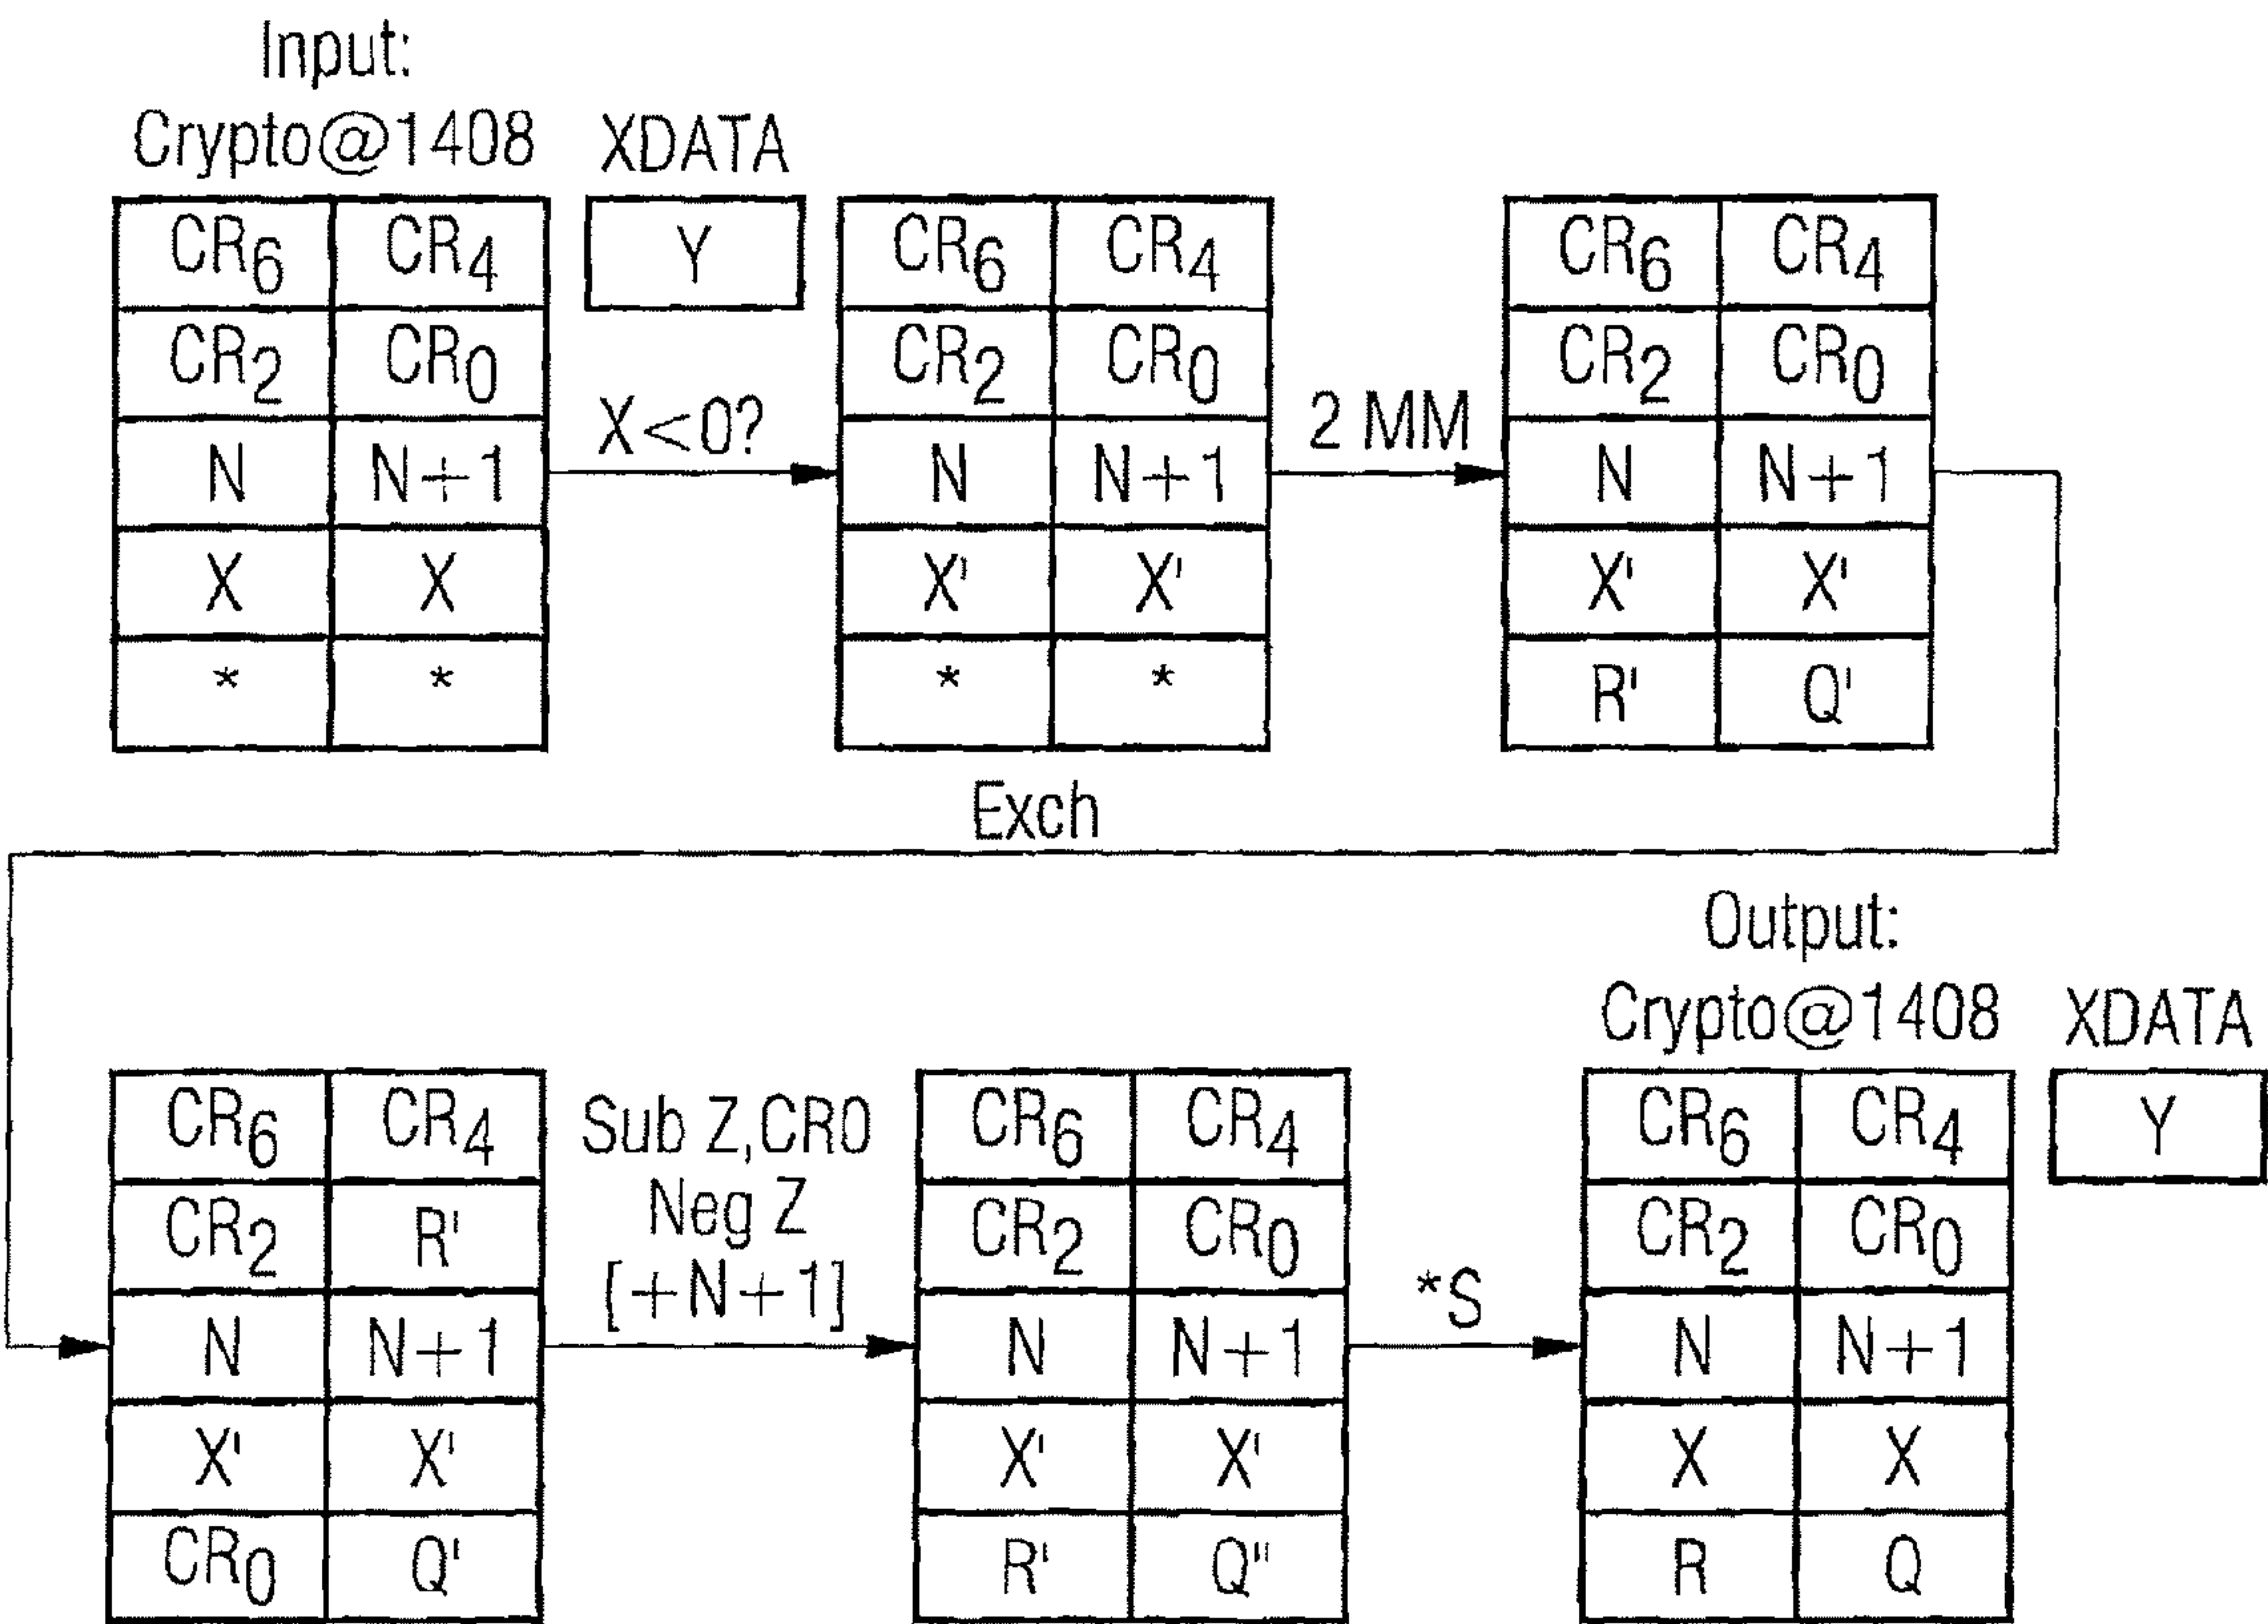 Input:
Crypto@1408 XDATA
CR6 CR4 Y CR6 CR4 CR6 CR4
CR2 CR0 CR2 CR0 CR2 CR0
X<0? 2 MM
N N+1 N N+1 N N+1
X X X' X' X' X'
* * * * R' Q'
Exch
Output:
Crypto@1408 XDATA
CR6 CR4 Sub Z,CR0 CR6 CR4 CR6 CR4 Y
CR2 R' Neg Z CR2 CR0 CR2 CR0
[+N+1] *S
N N+1 N N+1 N N+1
X' X' X' X' X X
CR0 Q' R' Q" R Q